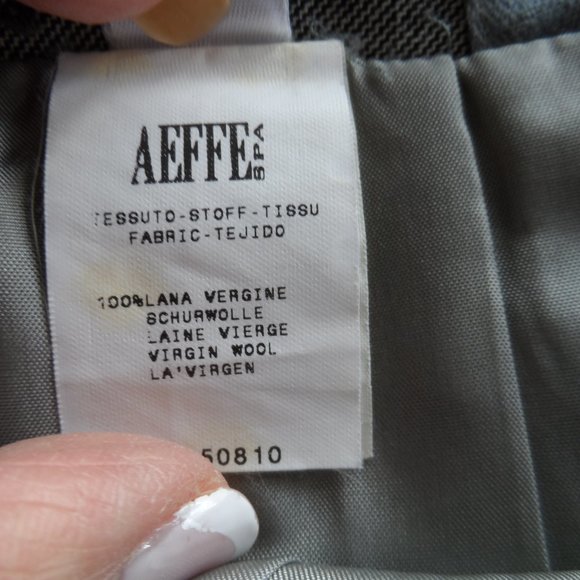 AEFFE SPA
TESSUTO-STOFF-TISSU
FABRIC-TEJIDO
100%LANA VERGINE
SCHURWOLLE
LAINE VIERGE
VIRGIN WOOL
LA'VIRGEN
50810